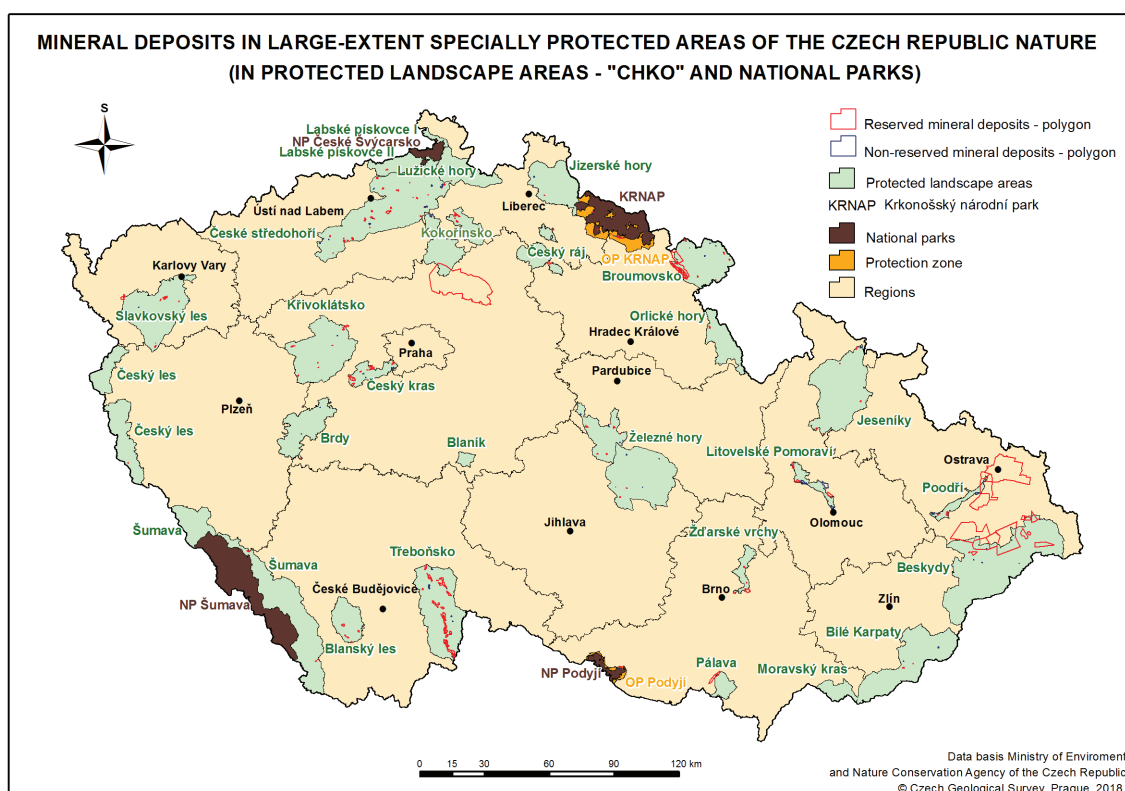 MINERAL DEPOSITS IN LARGE-EXTENT SPECIALLY PROTECTED AREAS OF THE CZECH REPUBLIC NATURE
(IN PROTECTED LANDSCAPE AREAS - "CHKO" AND NATIONAL PARKS)
S
Reserved mineral deposits - polygon
Non-reserved mineral deposits - polygon
Protected landscape areas
KRNAP Krkonošský národní park
National parks
Protection zone
Regions
Labské pískovce I
NP České Švýcarsko
Labské pískovce II
Lužické hory
Jizerské hory
Ústí nad Labem
Liberec
KRNAP
České středohoří
Kokořínsko
Český ráj
OP KRNAP
Broumovsko
Karlovy Vary
Slavkovský les
Křivoklátsko
Orlické hory
Hradec Králové
Praha
Pardubice
Český les
Český kras
Plzeň
Český les
Brdy
Blaník
Železné hory
Jeseníky
Litovelské Pomoraví
Ostrava
Poodří
Olomouc
Jihlava
Šumava
Žďarské vrchy
Šumava
Třeboňsko
Beskydy
České Budějovice
Brno
Zlín
NP Šumava
Blanský les
Bílé Karpaty
NP Podyjí
OP Podyjí
Pálava
Moravský kras
0 15 30 60 90 120 km
Data basis Ministry of Enviroment
and Nature Conservation Agency of the Czech Republic
© Czech Geological Survey, Prague, 2018